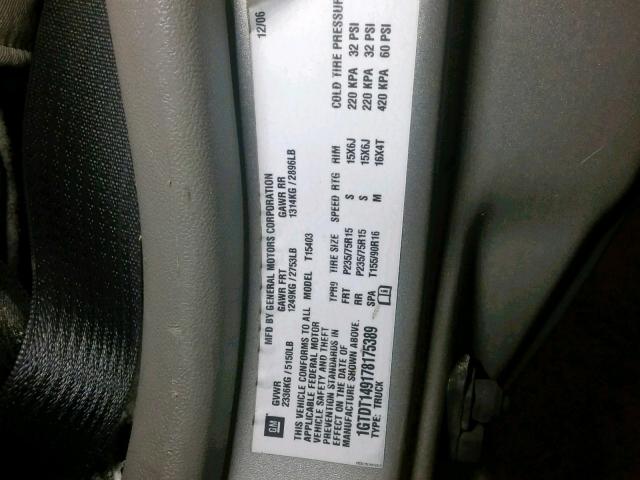 MFD BY GENERAL MOTORS CORPORATION 12/06
GVWR GAWR FRT GAWR RR
2336KG/5150LB 1249KG/2753LB 1314KG/2896LB
GM
THIS VEHICLE CONFORMS TO ALL MODEL T15403
APPLICABLE FEDERAL MOTOR
VEHICLE SAFETY AND THEFT
PREVENTION STANDARDS IN
EFFECT ON THE DATE OF
MANUFACTURE SHOWN ABOVE.
1GTDT149178175389
TYPE: TRUCK
TPR9 TIRE SIZE SPEED RTG RIM COLD TIRE PRESSURE
FRT P235/75R15 S 15X6J 220 KPA 32 PSI
RR P235/75R15 S 15X6J 220 KPA 32 PSI
SPA T155/90R16 M 16X4T 420 KPA 60 PSI